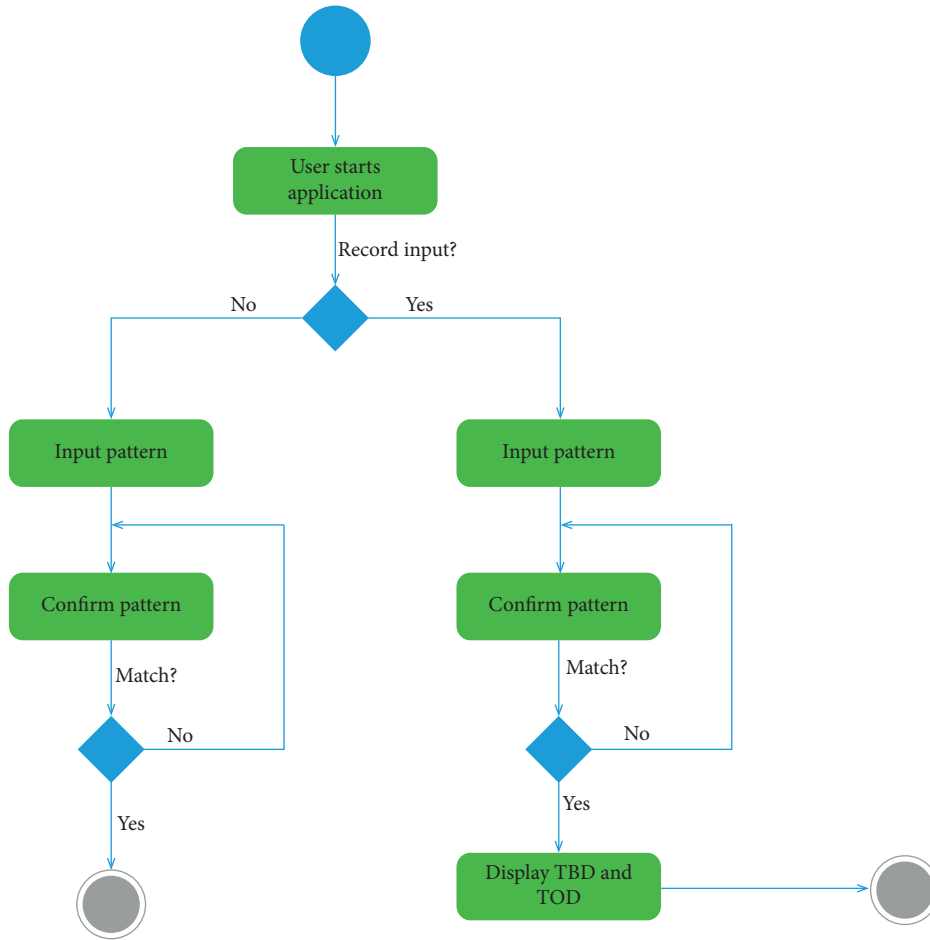 User starts
application
Record input?
No
Yes
Input pattern
Input pattern
Confirm pattern
Confirm pattern
Match?
Match?
No
No
Yes
Yes
Display TBD and
TOD